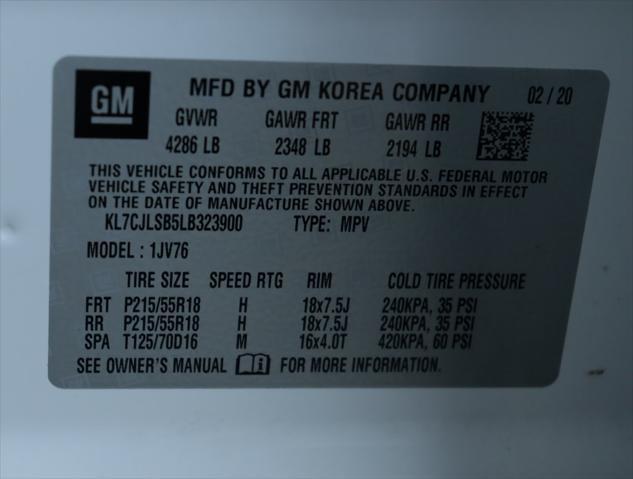 GM
MFD BY GM KOREA COMPANY 02 / 20
GVWR GAWR FRT GAWR RR
4286 LB 2348 LB 2194 LB
THIS VEHICLE CONFORMS TO ALL APPLICABLE U.S. FEDERAL MOTOR
VEHICLE SAFETY AND THEFT PREVENTION STANDARDS IN EFFECT
ON THE DATE OF MANUFACTURE SHOWN ABOVE.
KL7CJLSB5LB323900 TYPE: MPV
MODEL : 1JV76
TIRE SIZE SPEED RTG RIM COLD TIRE PRESSURE
FRT P215/55R18 H 18x7.5J 240KPA, 35 PSI
RR P215/55R18 H 18x7.5J 240KPA, 35 PSI
SPA T125/70D16 M 16x4.0T 420KPA, 60 PSI
SEE OWNER'S MANUAL i FOR MORE INFORMATION.